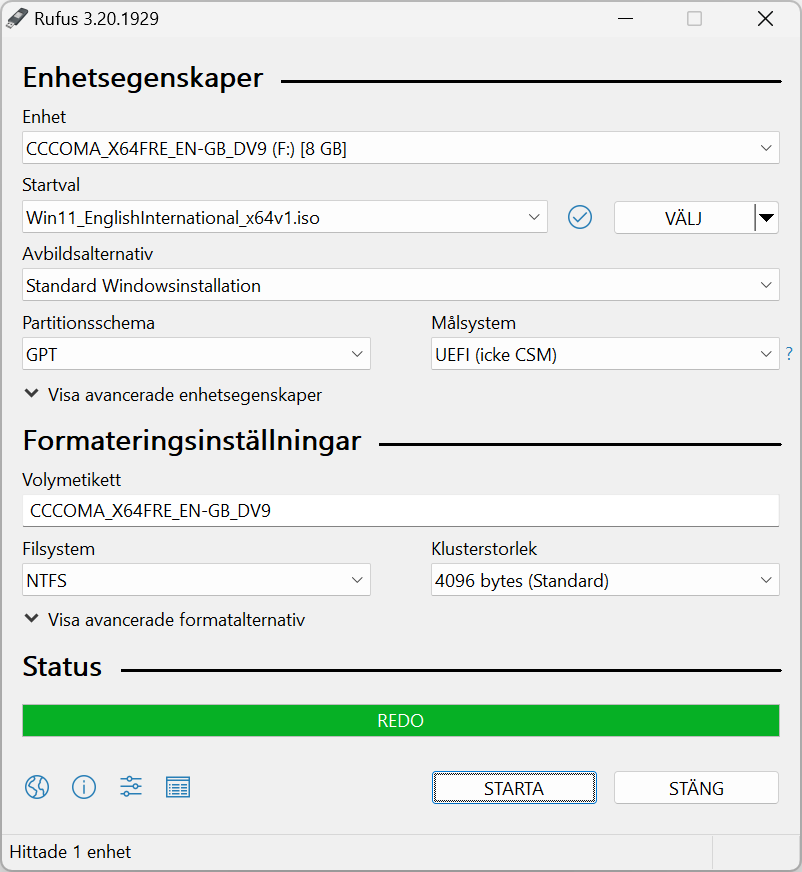 Rufus 3.20.1929
Enhetsegenskaper
Enhet
CCCOMA_X64FRE_EN-GB_DV9 (F:) [8 GB]
Startval
Win11_EnglishInternational_x64v1.iso
VÄLJ
Avbildsalternativ
Standard Windowsinstallation
Partitionsschema
Målsystem
GPT
UEFI (icke CSM)
?
Visa avancerade enhetsegenskaper
Formateringsinställningar
Volymetikett
CCCOMA_X64FRE_EN-GB_DV9
Filsystem
Klusterstorlek
NTFS
4096 bytes (Standard)
Visa avancerade formatalternativ
Status
REDO
STARTA
STÄNG
Hittade 1 enhet